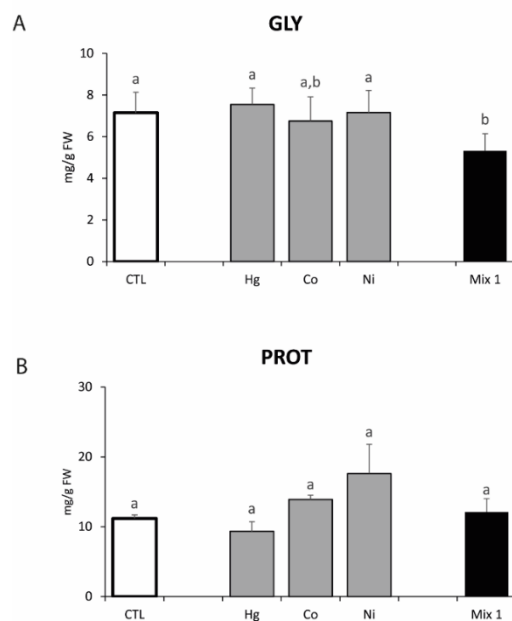 A
GLY
10
8
6
4
2
0
mg/g FW
a
a
a,b
a
b
CTL
Hg
Co
Ni
Mix 1
B
PROT
30
20
10
0
mg/g FW
a
a
a
a
a
CTL
Hg
Co
Ni
Mix 1